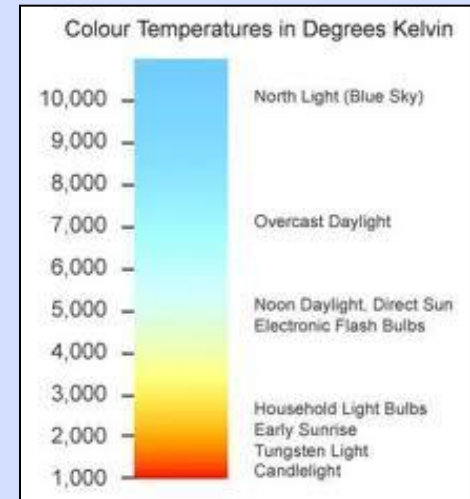 Colour Temperatures in Degrees Kelvin
10,000 North Light (Blue Sky)
9,000
8,000
7,000 Overcast Daylight
6,000
5,000 Noon Daylight, Direct Sun
Electronic Flash Bulbs
4,000
3,000
Household Light Bulbs
2,000 Early Sunrise
Tungsten Light
1,000 Candlelight